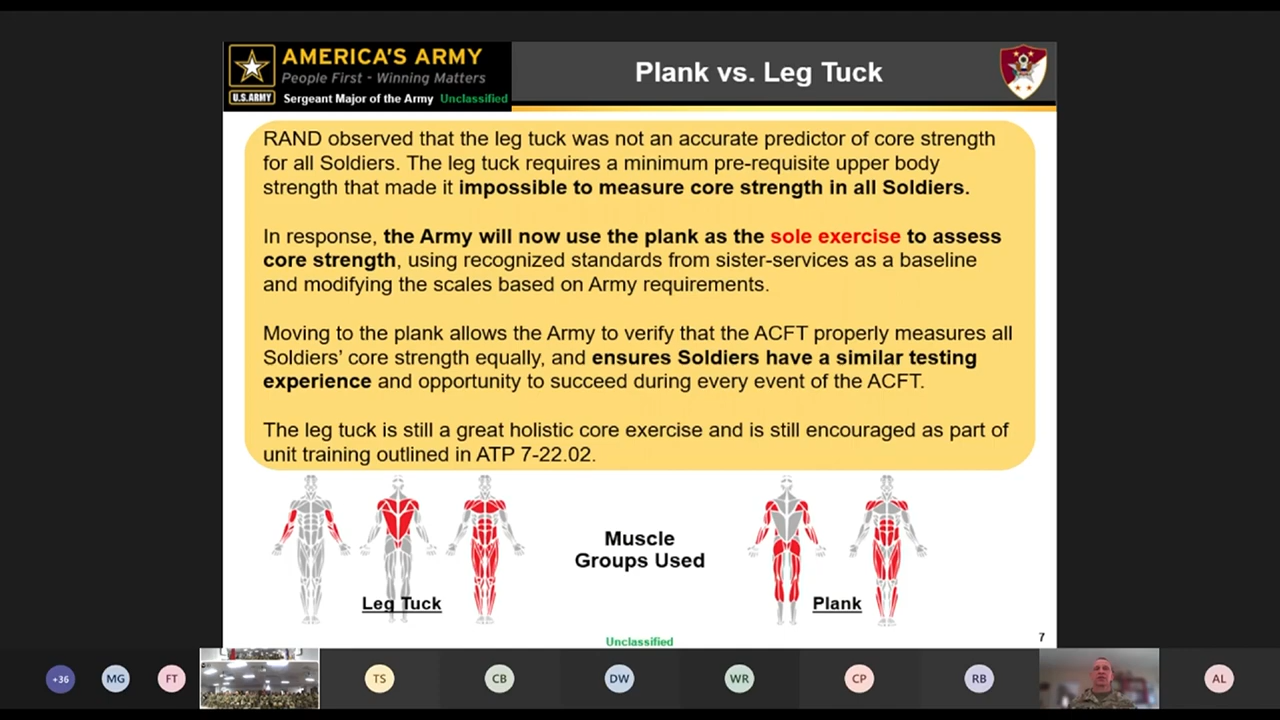 AMERICA'S ARMY
People First - Winning Matters
U.S.ARMY
Sergeant Major of the Army Unclassified
Plank vs. Leg Tuck
RAND observed that the leg tuck was not an accurate predictor of core strength
for all Soldiers. The leg tuck requires a minimum pre-requisite upper body
strength that made it impossible to measure core strength in all Soldiers.
In response, the Army will now use the plank as the sole exercise to assess
core strength, using recognized standards from sister-services as a baseline
and modifying the scales based on Army requirements.
Moving to the plank allows the Army to verify that the ACFT properly measures all
Soldiers' core strength equally, and ensures Soldiers have a similar testing
experience and opportunity to succeed during every event of the ACFT.
The leg tuck is still a great holistic core exercise and is still encouraged as part of
unit training outlined in ATP 7-22.02.
Muscle
Groups Used
Leg Tuck
Plank
Unclassified
7
+36
MG
FT
TS
CB
DW
WR
CP
RB
AL